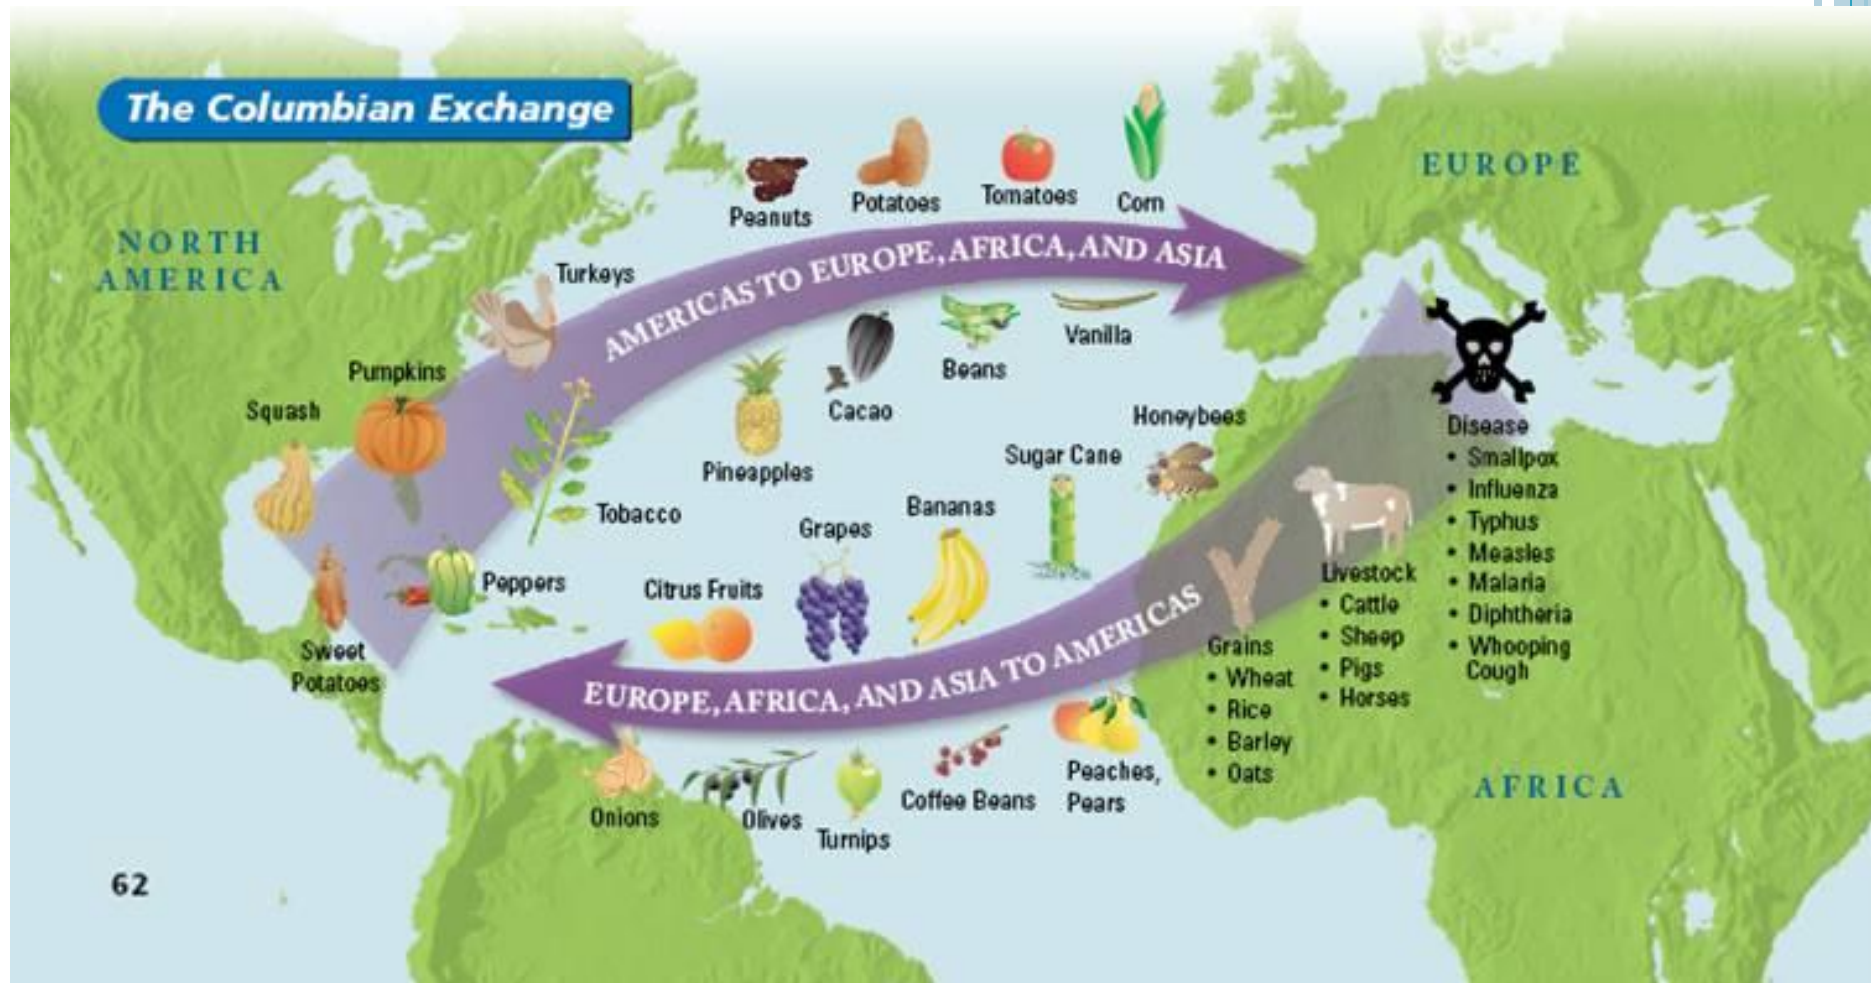 The Columbian Exchange
NORTH
AMERICA
EUROPE
AFRICA
AMERICAS TO EUROPE, AFRICA, AND ASIA
Peanuts
Potatoes
Tomatoes
Corn
Turkeys
Pumpkins
Squash
Tobacco
Peppers
Sweet
Potatoes
Pineapples
Cacao
Beans
Vanilla
EUROPE, AFRICA, AND ASIA TO AMERICAS
Citrus Fruits
Grapes
Bananas
Sugar Cane
Honeybees
Onions
Olives
Turnips
Coffee Beans
Peaches,
Pears
Grains
• Wheat
• Rice
• Barley
• Oats
Livestock
• Cattle
• Sheep
• Pigs
• Horses
Disease
• Smallpox
• Influenza
• Typhus
• Measles
• Malaria
• Diphtheria
• Whooping
Cough
62